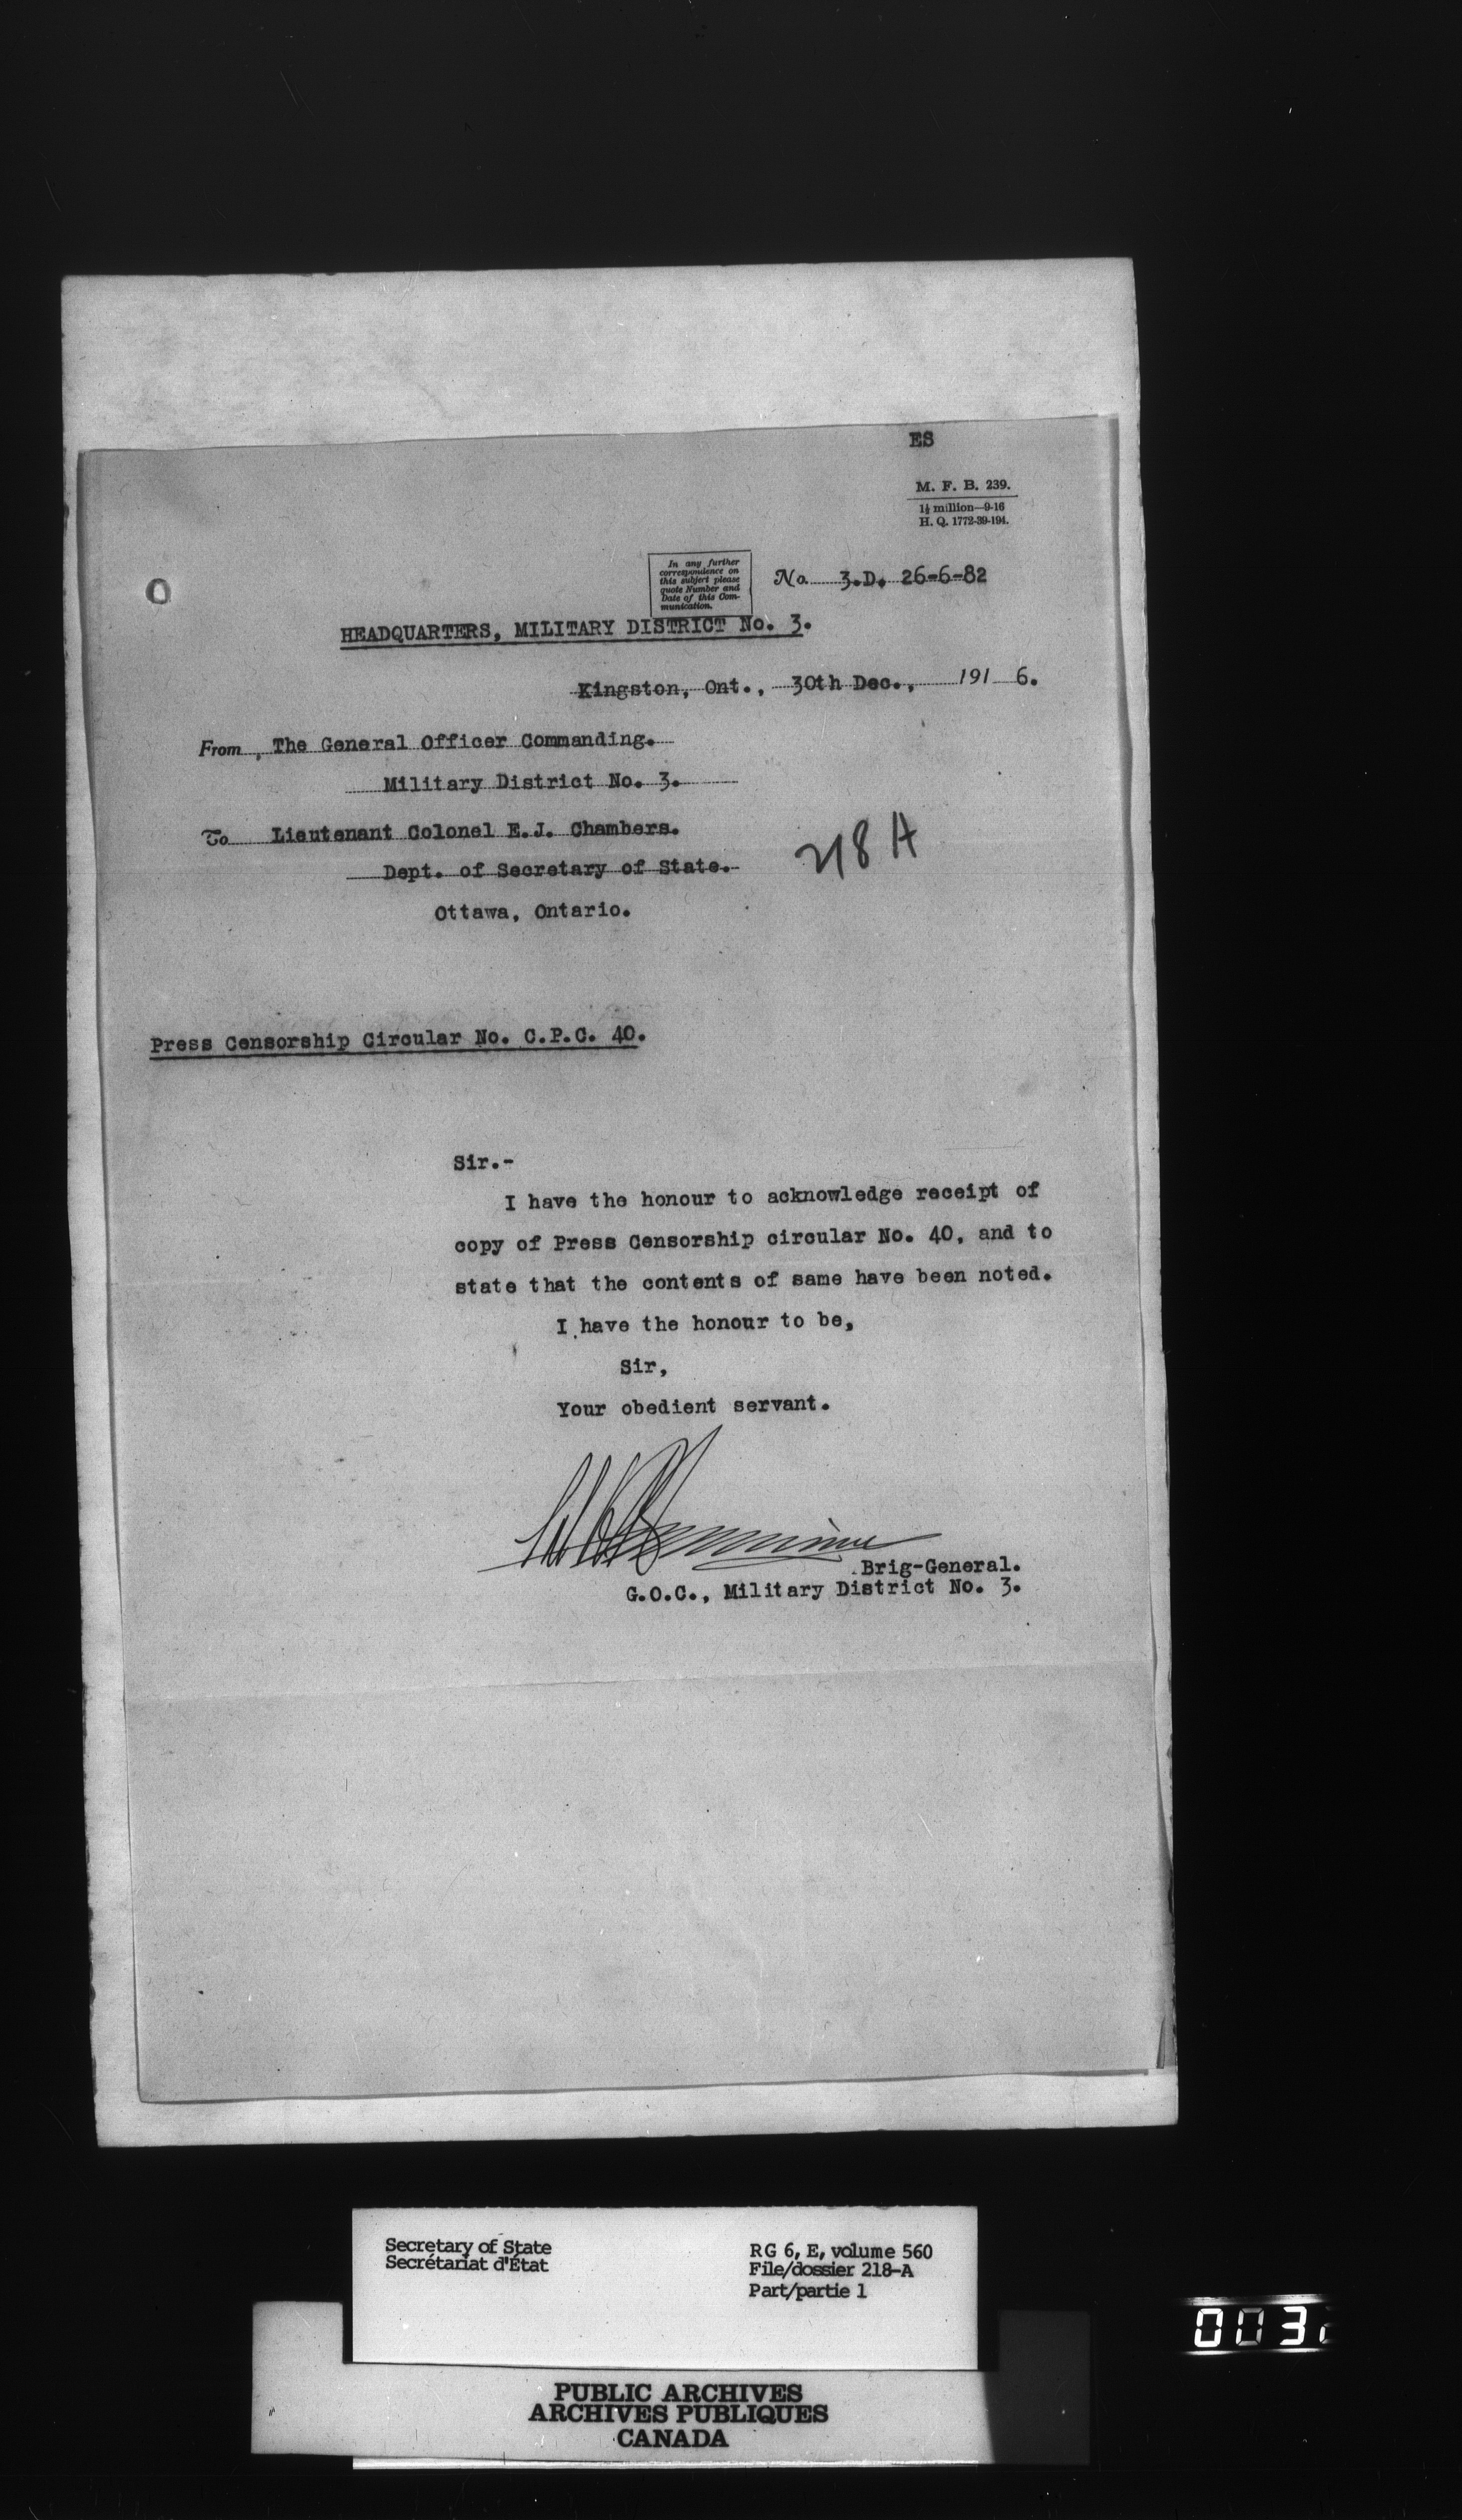 ES
M. F. B. 239.
1½ million—9-16
H. Q. 1772-39-194.
In any further
correspondence on
this subject please
quote Number and
Date of this Com-
munication.
No 3.D. 26-6-82
HEADQUARTERS, MILITARY DISTRICT No. 3.
Kingston, Ont., 30th Dec., 191 6.
From The General Officer Commanding.
Military District No. 3.
To Lieutenant Colonel E.J. Chambers.
218 A
Dept. of Secretary of State.
Ottawa, Ontario.
Press Censorship Circular No. C.P.C. 40.
Sir.-
I have the honour to acknowledge receipt of
copy of Press Censorship circular No. 40, and to
state that the contents of same have been noted.
I have the honour to be,
Sir,
Your obedient servant.
Brig-General.
G.O.C., Military District No. 3.
Secretary of State
Secrétariat d'État
RG 6, E, volume 560
File/dossier 218-A
Part/partie 1
PUBLIC ARCHIVES
ARCHIVES PUBLIQUES
CANADA
003